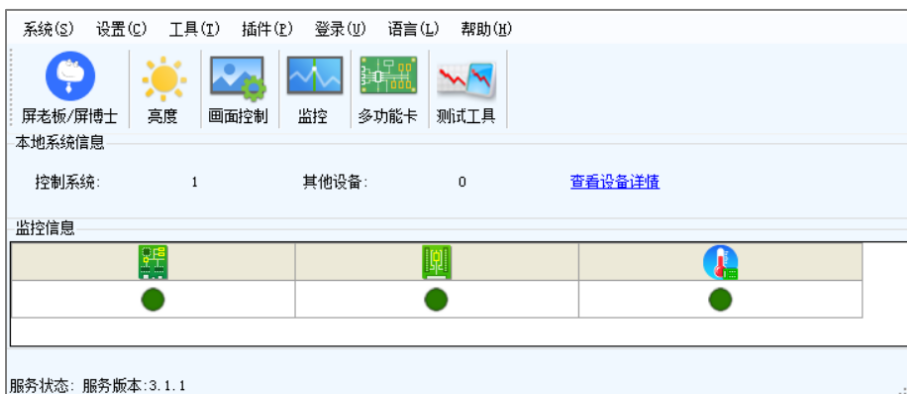 系统(S) 设置(C) 工具(T) 插件(P) 登录(U) 语言(L) 帮助(H)
屏老板/屏博士 亮度 画面控制 监控 多功能卡 测试工具
本地系统信息
控制系统: 1 其他设备: 0 查看设备详情
监控信息
服务状态: 服务版本:3.1.1